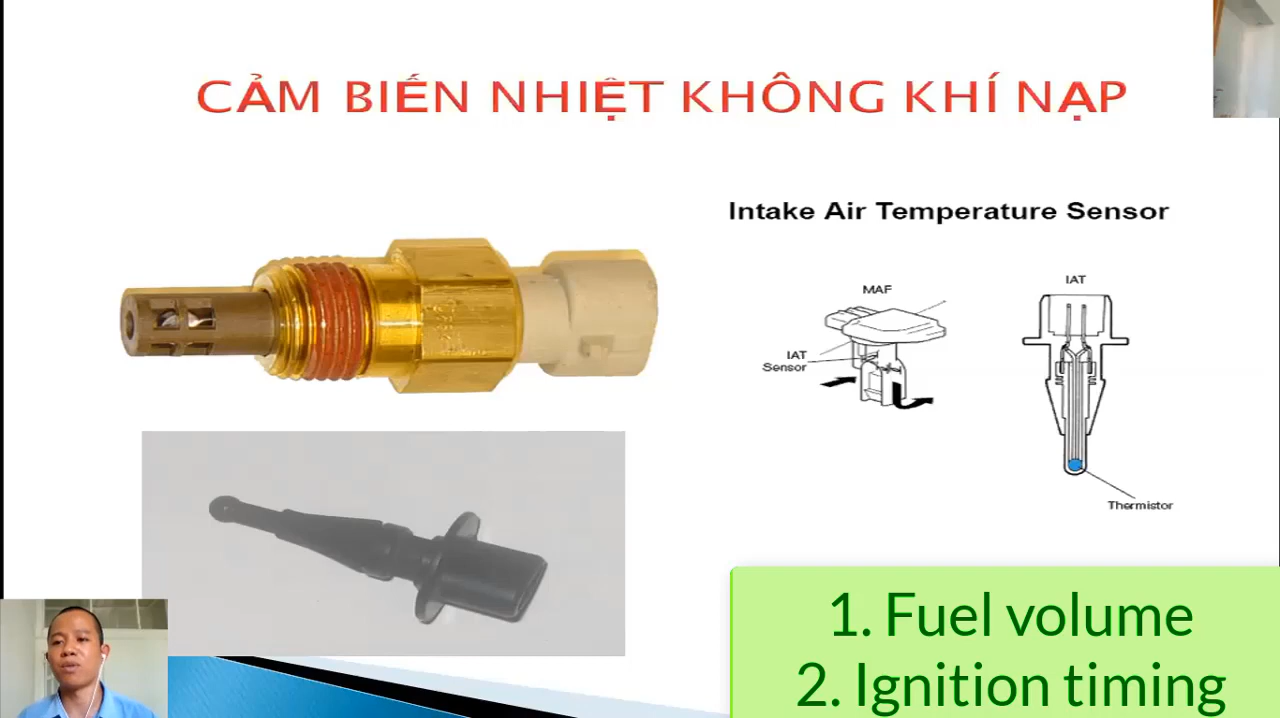 CẢM BIẾN NHIỆT KHÔNG KHÍ NẠP
Intake Air Temperature Sensor
MAF
IAT
IAT
Sensor
Thermistor
1. Fuel volume
2. Ignition timing